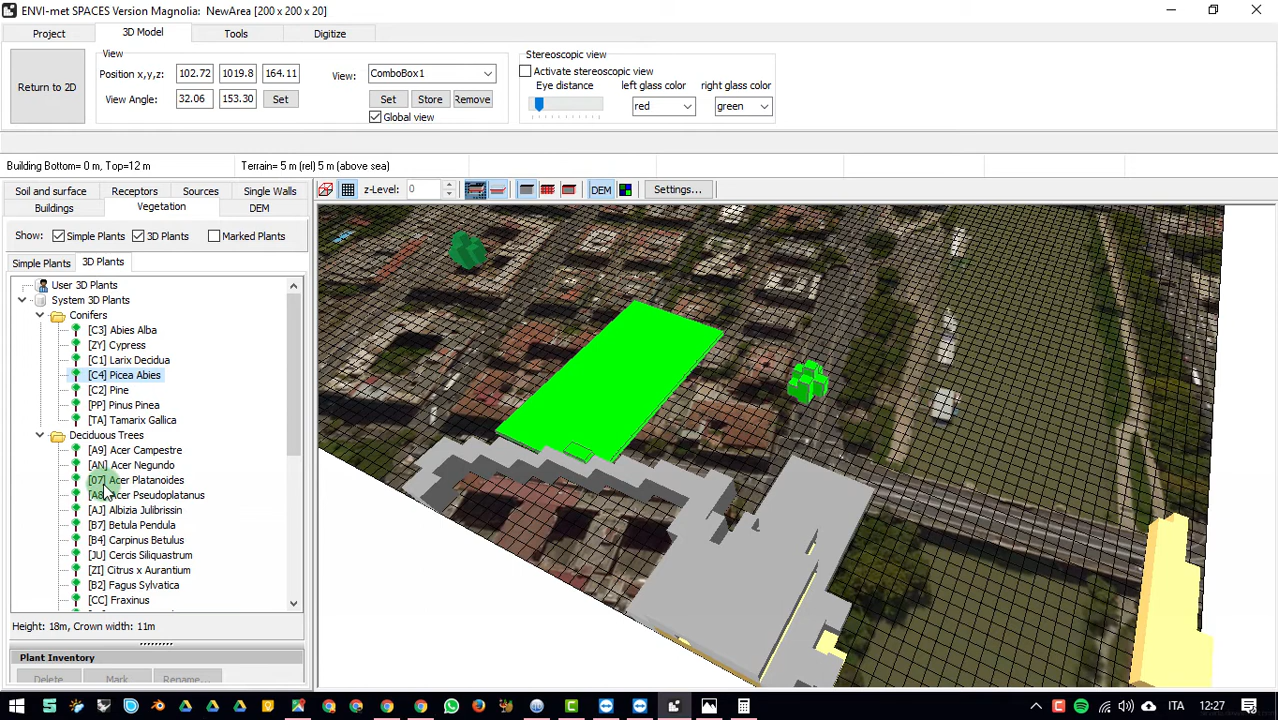 ENVI-met SPACES Version Magnolia: NewArea [200 x 200 x 20]
Project 3D Model Tools Digitize
View Stereoscopic view
Return to 2D
Position x,y,z: 102.72 1019.8 164.11 View: ComboBox1
Activate stereoscopic view
Eye distance left glass color right glass color
View Angle: 32.06 153.30 Set Set Store Remove
red green
Global view
Building Bottom= 0 m, Top=12 m Terrain= 5 m (rel) 5 m (above sea)
Soil and surface Receptors Sources Single Walls
z-Level: 0 DEM Settings...
Buildings Vegetation DEM
Show: Simple Plants 3D Plants Marked Plants
Simple Plants 3D Plants
User 3D Plants
System 3D Plants
Conifers
[C3] Abies Alba
[ZY] Cypress
[C1] Larix Decidua
[C4] Picea Abies
[C2] Pine
[PP] Pinus Pinea
[TA] Tamarix Gallica
Deciduous Trees
[A9] Acer Campestre
[AN] Acer Negundo
[07] Acer Platanoides
[A8] Acer Pseudoplatanus
[AJ] Albizia Julibrissin
[B7] Betula Pendula
[B4] Carpinus Betulus
[JU] Cercis Siliquastrum
[ZI] Citrus x Aurantium
[B2] Fagus Sylvatica
[CC] Fraxinus
Height: 18m, Crown width: 11m
Plant Inventory
Delete Mark Rename...
ITA 12:27